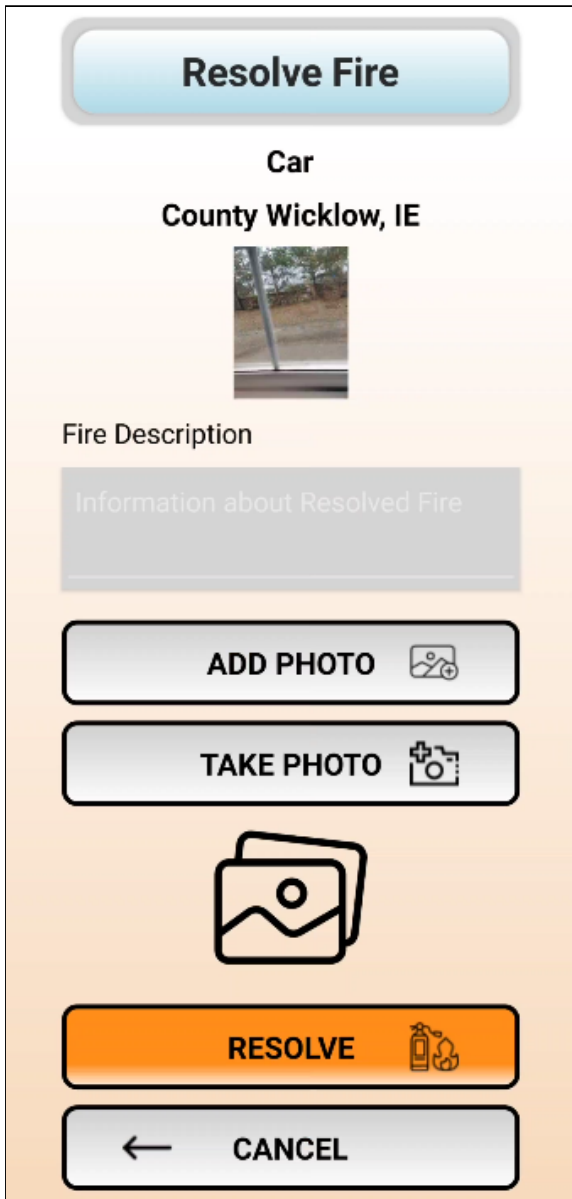 Resolve Fire
Car
County Wicklow, IE
Fire Description
Information about Resolved Fire
ADD PHOTO
TAKE PHOTO
RESOLVE
CANCEL